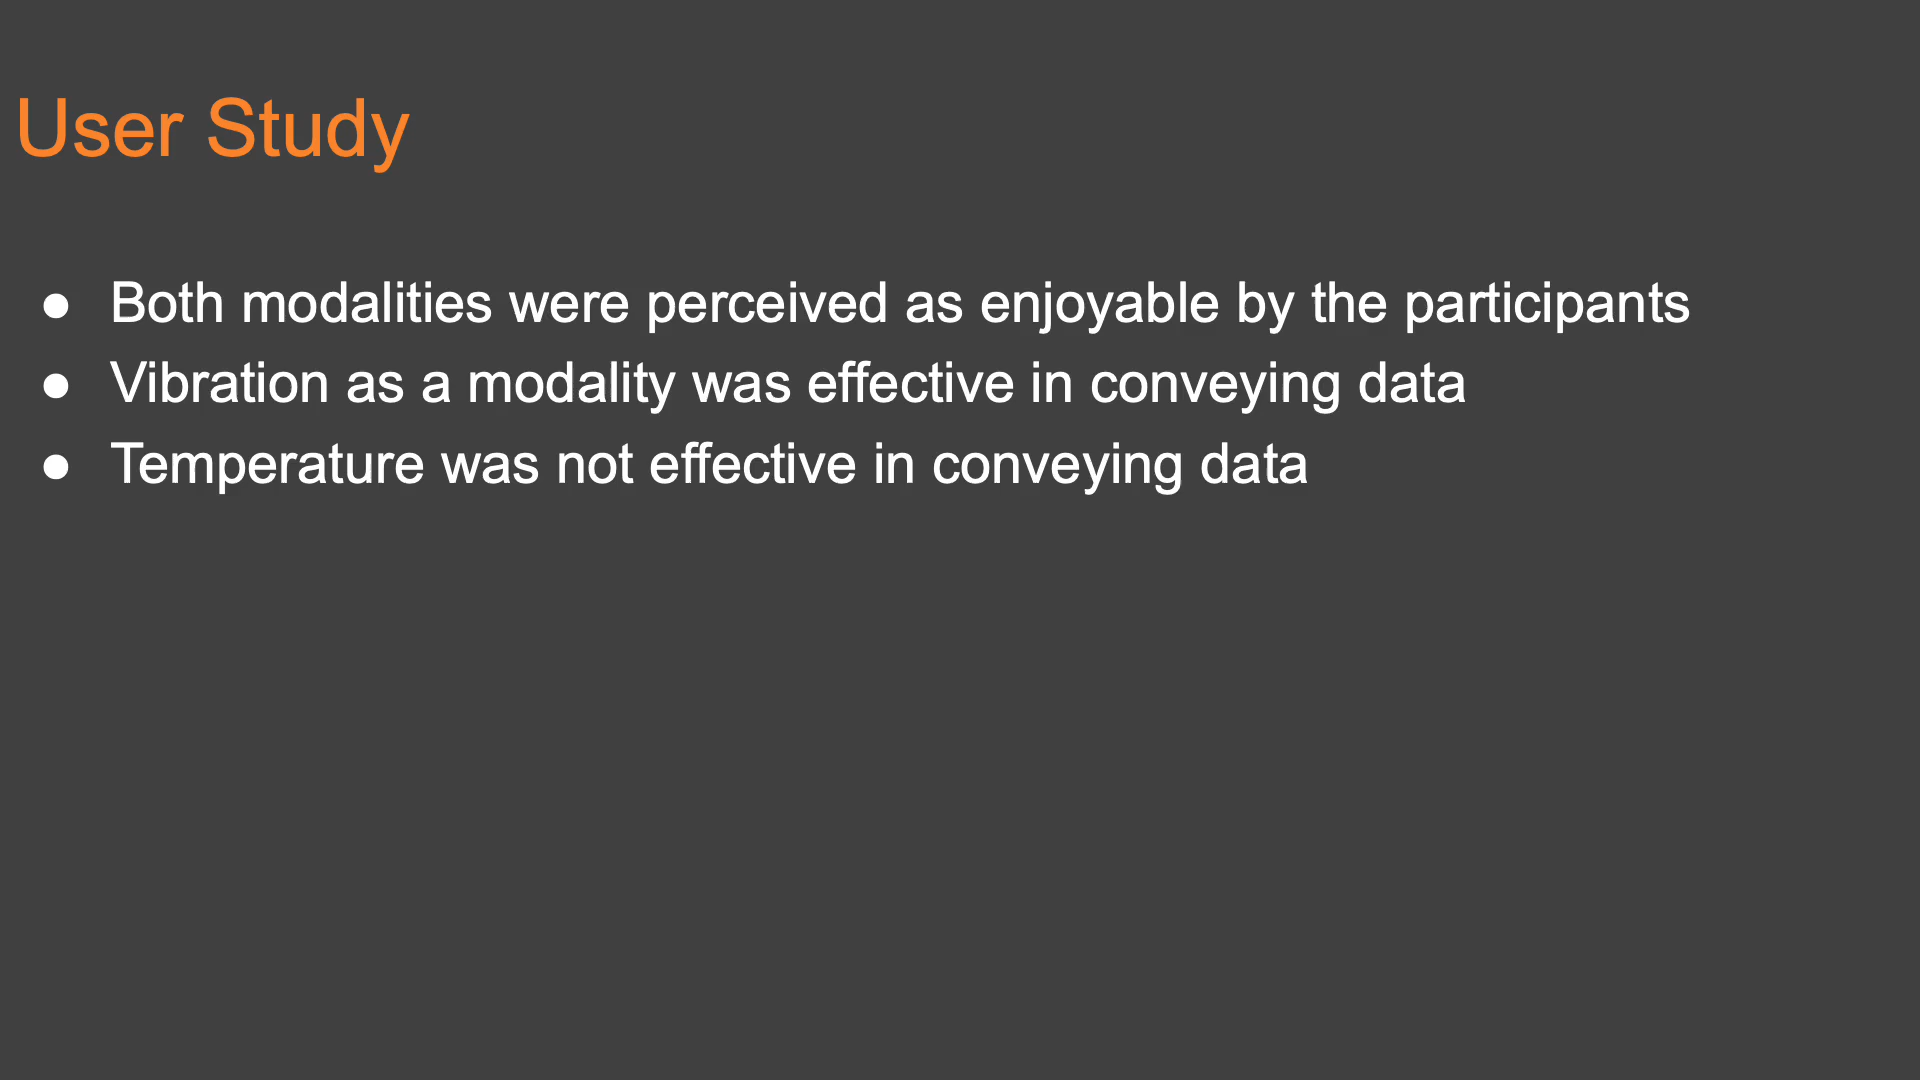 User Study
● Both modalities were perceived as enjoyable by the participants
● Vibration as a modality was effective in conveying data
● Temperature was not effective in conveying data